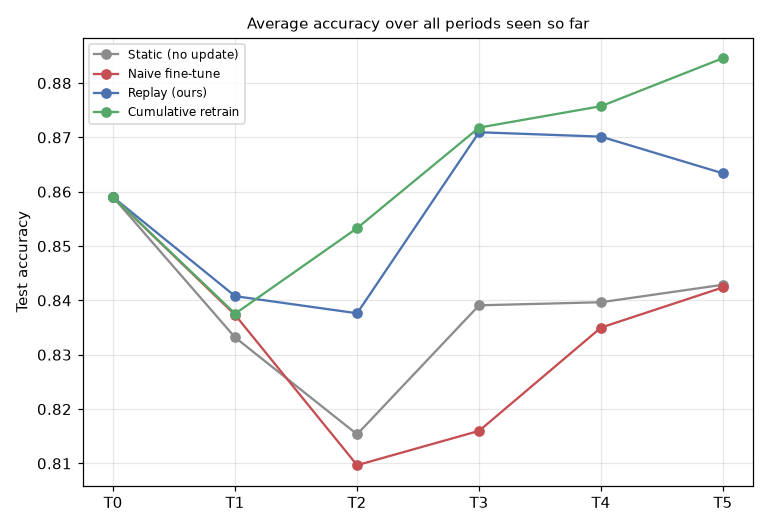 Average accuracy over all periods seen so far
Static (no update)
Naive fine-tune
Replay (ours)
Cumulative retrain
Test accuracy
0.88
0.87
0.86
0.85
0.84
0.83
0.82
0.81
T0 T1 T2 T3 T4 T5